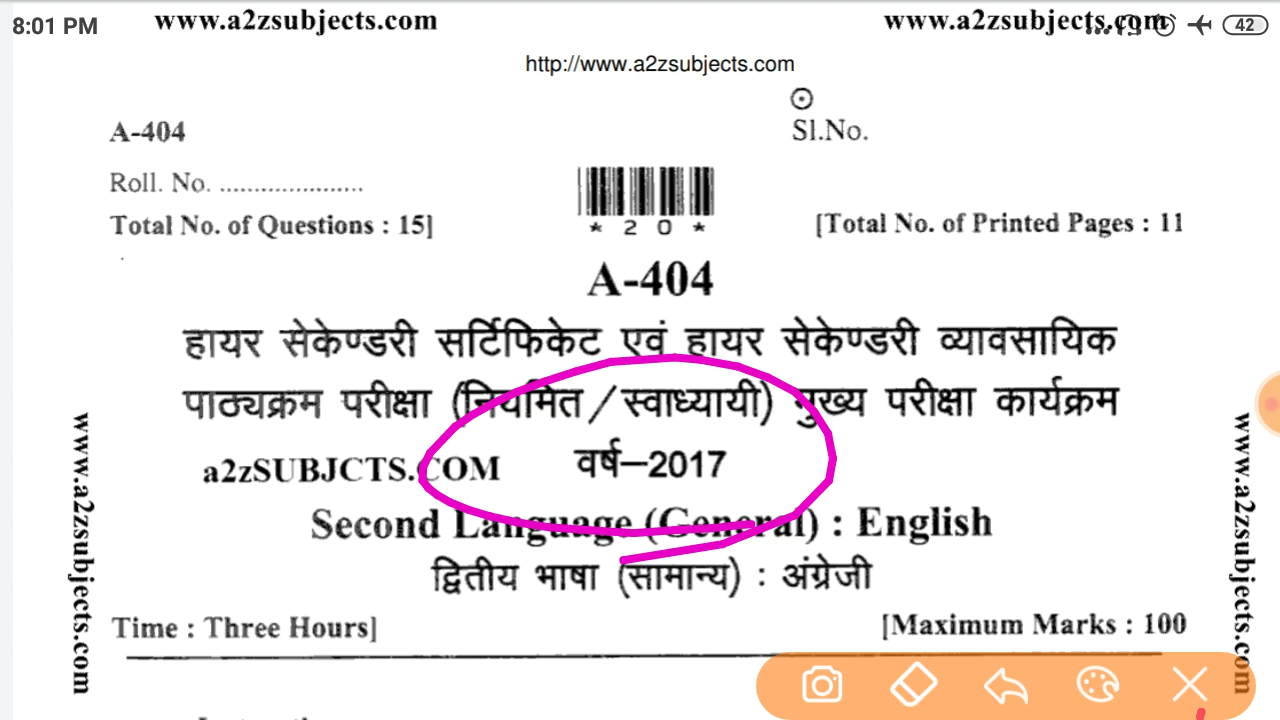 8:01 PM
www.a2zsubjects.com
www.a2zsubjects.com
42
http://www.a2zsubjects.com
A-404
Sl.No.
Roll. No. .....................
Total No. of Questions : 15]
* 2 0 *
[Total No. of Printed Pages : 11
A-404
हायर सेकेण्डरी सर्टिफिकेट एवं हायर सेकेण्डरी व्यावसायिक
पाठ्यक्रम परीक्षा (नियमित/स्वाध्यायी) मुख्य परीक्षा कार्यक्रम
a2zSUBJCTS.COM
वर्ष–2017
Second Language (General) : English
द्वितीय भाषा (सामान्य) : अंग्रेजी
Time : Three Hours]
[Maximum Marks : 100
www.a2zsubjects.com
www.a2zsubjects.com